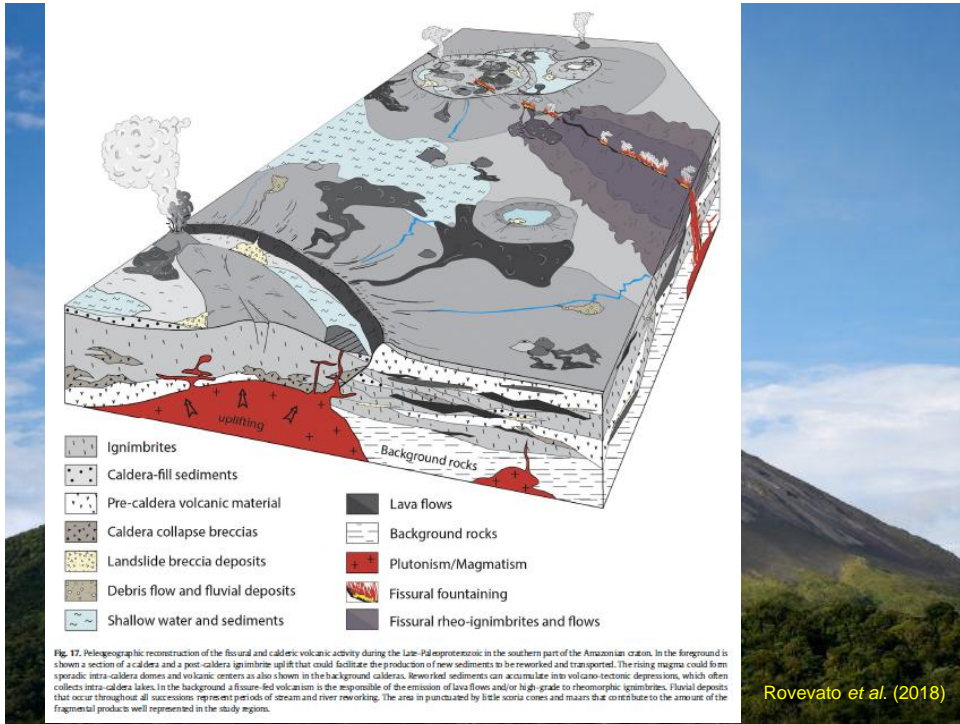 uplifting
Background rocks
Ignimbrites
Caldera-fill sediments
Pre-caldera volcanic material
Caldera collapse breccias
Landslide breccia deposits
Debris flow and fluvial deposits
Shallow water and sediments
Lava flows
Background rocks
Plutonism/Magmatism
Fissural fountaining
Fissural rheo-ignimbrites and flows
Fig. 17. Peleogeographic reconstruction of the fissural and calderic volcanic activity during the Late-Paleoproterozoic in the southern part of the Amazonian craton. In the foreground is
shown a section of a caldera and a post-caldera ignimbrite uplift that could facilitate the production of new sediments to be reworked and transported. The rising magma could form
sporadic intra-caldera domes and volcanic centers as also shown in the background calderas. Reworked sediments can accumulate into volcano-tectonic depressions, which often
collects intra-caldera lakes. In the background a fissure-fed volcanism is the responsible of the emission of lava flows and/or high-grade to rheomorphic ignimbrites. Fluvial deposits
that occur throughout all successions represent periods of stream and river reworking. The area in punctuated by little scoria cones and maars that contribute to the amount of the
fragmental products well represented in the study regions.
Rovevato et al. (2018)